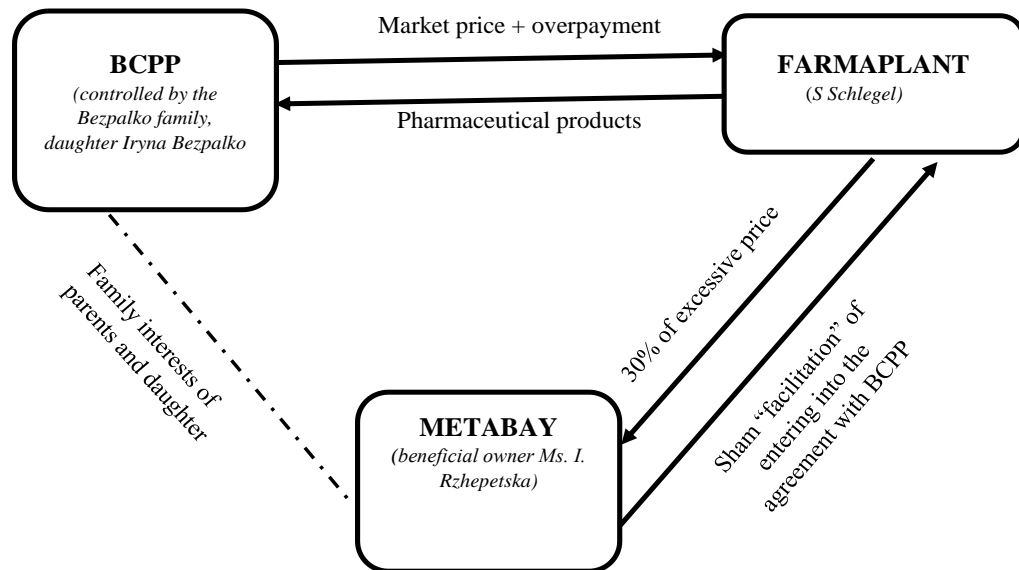 Market price + overpayment
BCPP
(controlled by the
Bezpalko family,
daughter Iryna Bezpalko
FARMAPLANT
(S Schlegel)
Pharmaceutical products
Family interests of
parents and daughter
30% of excessive price
Sham “facilitation” of
entering into the
agreement with BCPP
METABAY
(beneficial owner Ms. I.
Rzhepetska)